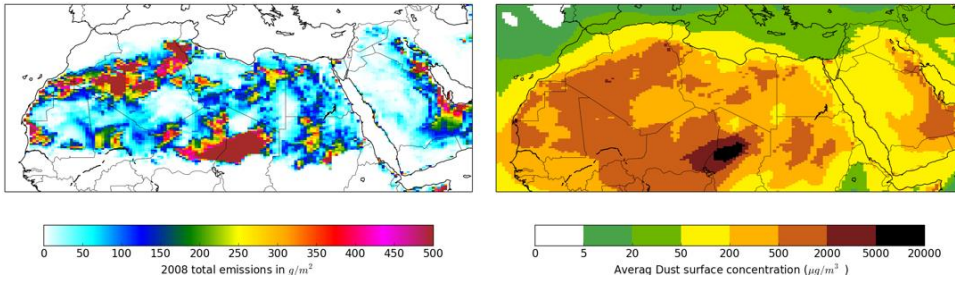 0 50 100 150 200 250 300 350 400 450 500
2008 total emissions in g/m²
0 5 20 50 200 500 2000 5000 20000
Averag Dust surface concentration (μg/m³ )